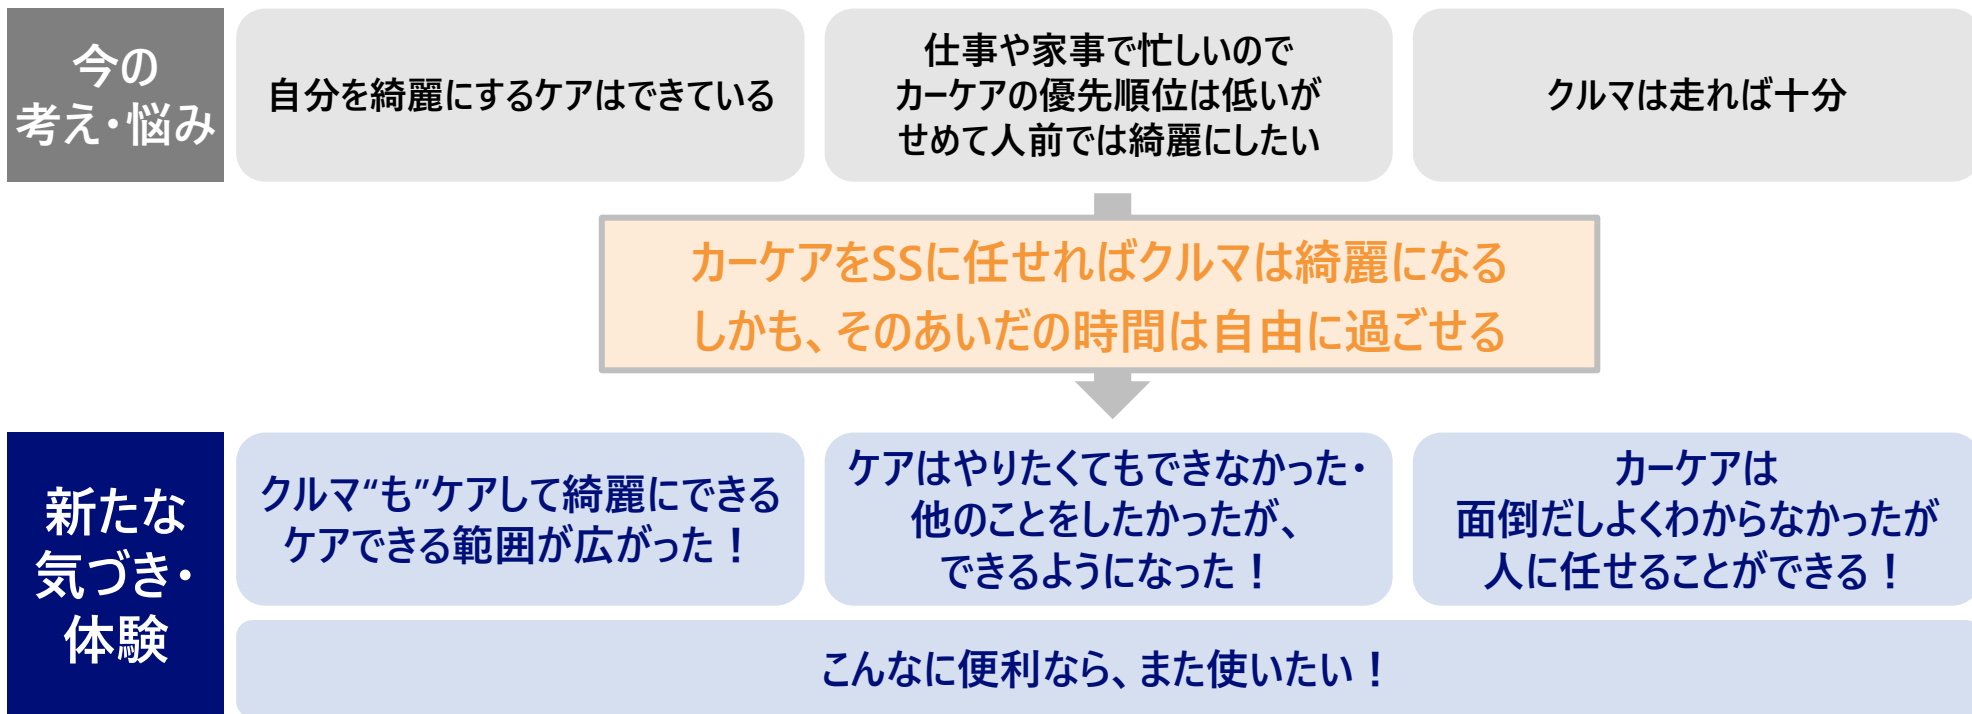 今の
考え・悩み
自分を綺麗にするケアはできている
仕事や家事で忙しいので
カーケアの優先順位は低いが
せめて人前では綺麗にしたい
クルマは走れば十分
カーケアをSSに任せればクルマは綺麗になる
しかも、そのあいだの時間は自由に過ごせる
新たな
気づき・
体験
クルマ“も”ケアして綺麗にできる
ケアできる範囲が広がった！
ケアはやりたくてもできなかった・
他のことをしたかったが、
できるようになった！
カーケアは
面倒だしよくわからなかったが
人に任せることができる！
こんなに便利なら、また使いたい！